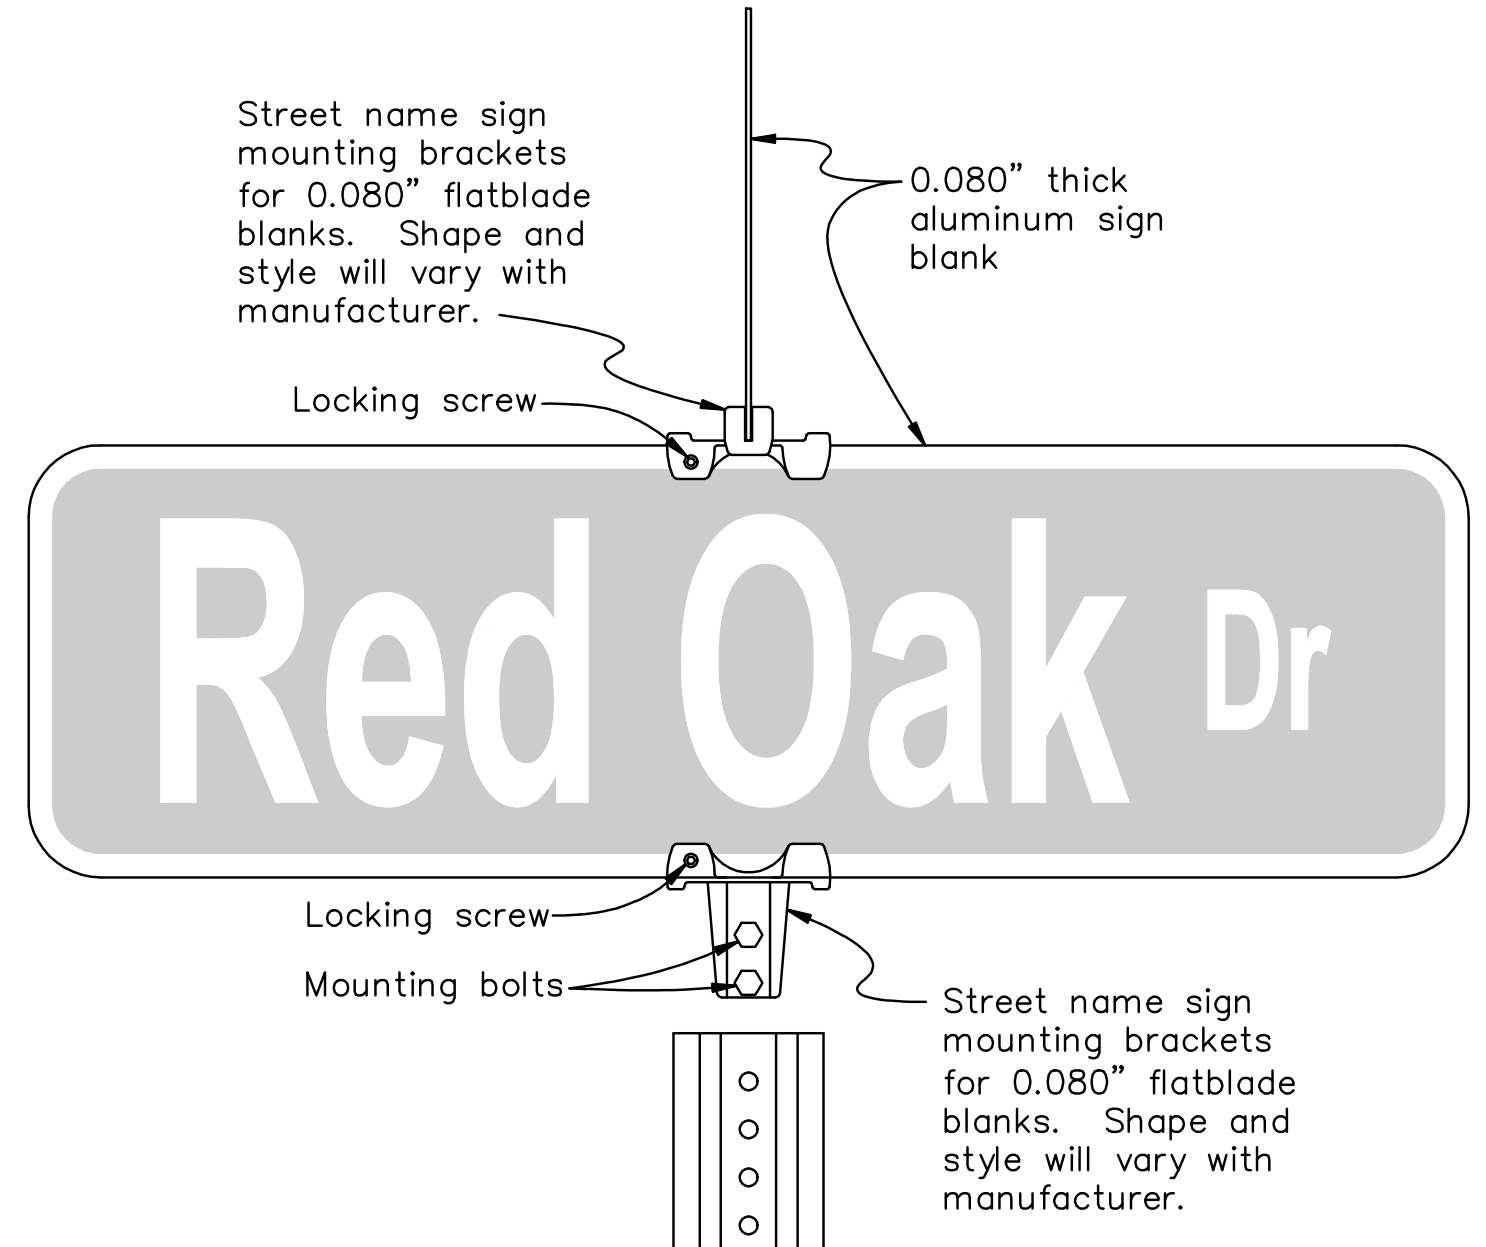 Street name sign
mounting brackets
for 0.080” flatblade
blanks.  Shape and
style will vary with
manufacturer.
0.080” thick
aluminum sign
blank
Locking screw
Red Oak Dr
Locking screw
Mounting bolts
Street name sign
mounting brackets
for 0.080” flatblade
blanks.  Shape and
style will vary with
manufacturer.